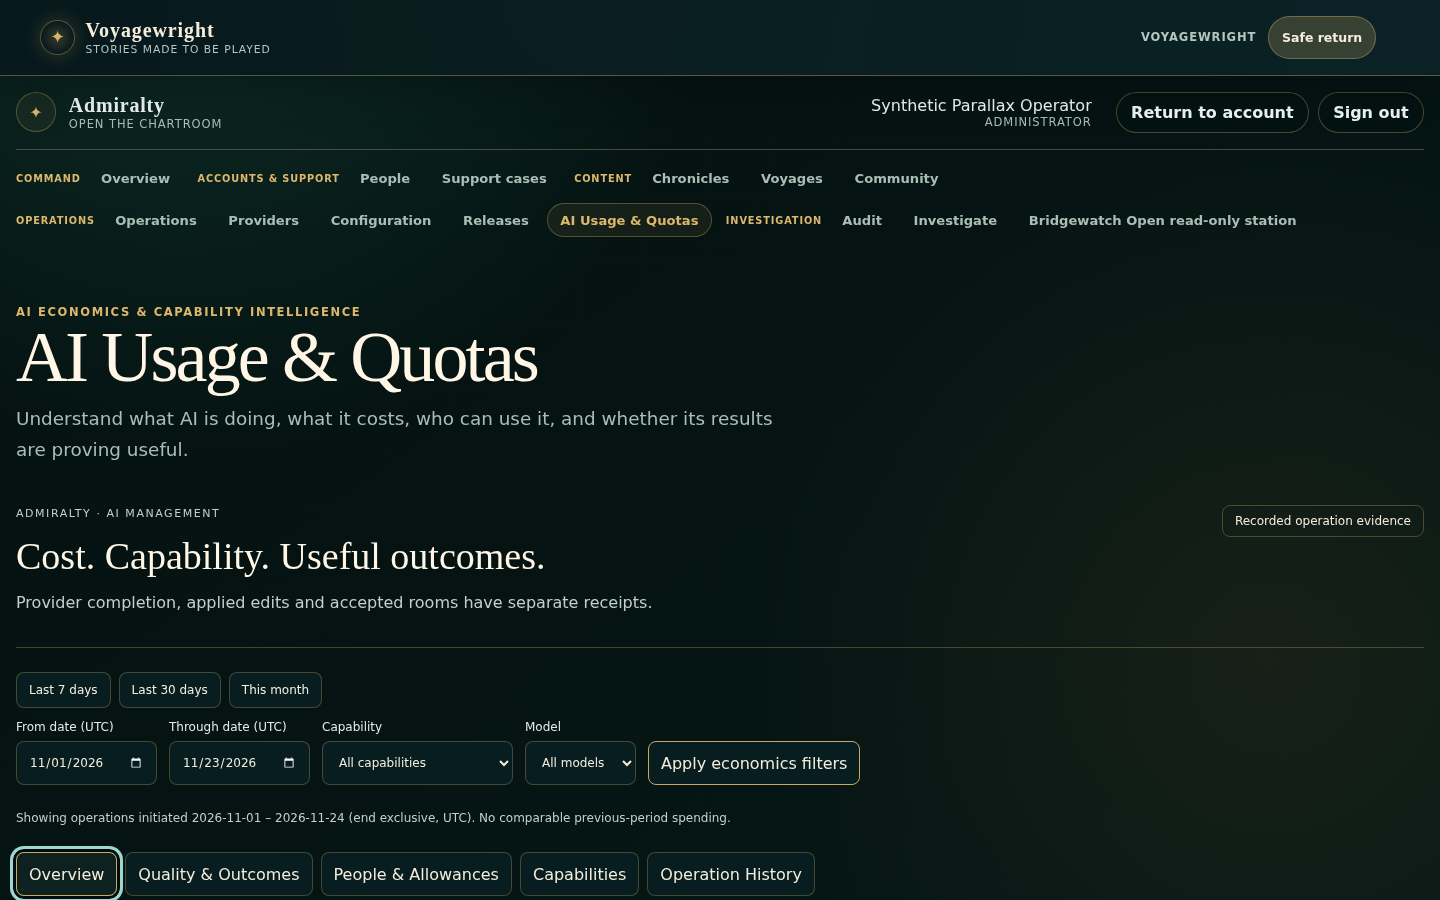 Voyagewright
STORIES MADE TO BE PLAYED
VOYAGEWRIGHT
Safe return
Admiralty
OPEN THE CHARTROOM
Synthetic Parallax Operator
ADMINISTRATOR
Return to account
Sign out
COMMAND Overview ACCOUNTS & SUPPORT People Support cases CONTENT Chronicles Voyages Community
OPERATIONS Operations Providers Configuration Releases AI Usage & Quotas INVESTIGATION Audit Investigate Bridgewatch Open read-only station
AI ECONOMICS & CAPABILITY INTELLIGENCE
AI Usage & Quotas
Understand what AI is doing, what it costs, who can use it, and whether its results
are proving useful.
ADMIRALTY · AI MANAGEMENT
Recorded operation evidence
Cost. Capability. Useful outcomes.
Provider completion, applied edits and accepted rooms have separate receipts.
Last 7 days Last 30 days This month
From date (UTC) Through date (UTC) Capability Model
11/01/2026 11/23/2026 All capabilities All models Apply economics filters
Showing operations initiated 2026-11-01 – 2026-11-24 (end exclusive, UTC). No comparable previous-period spending.
Overview Quality & Outcomes People & Allowances Capabilities Operation History